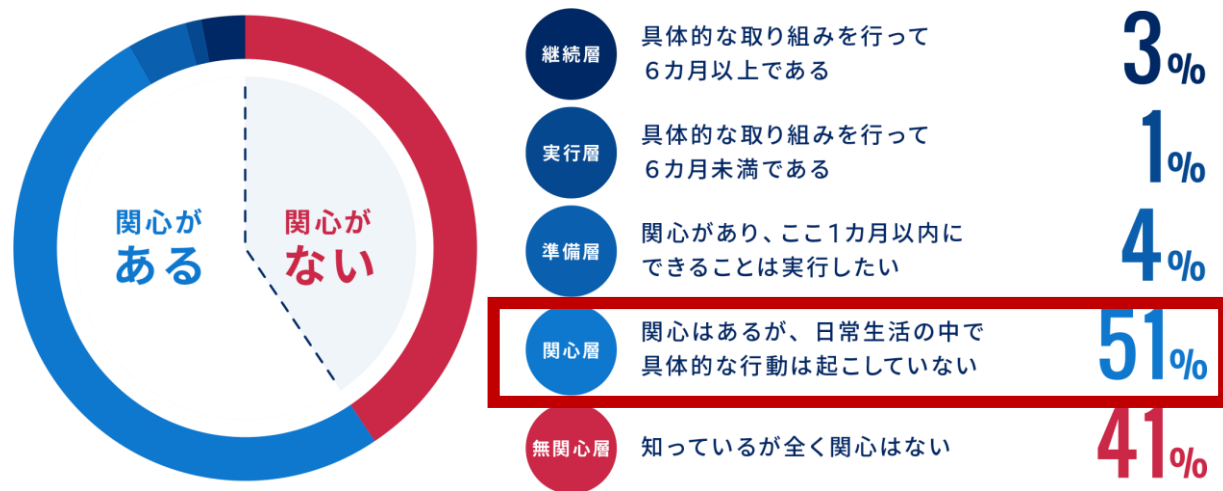 関心が
ある
関心が
ない
継続層
具体的な取り組みを行って
6カ月以上である
3%
実行層
具体的な取り組みを行って
6カ月未満である
1%
準備層
関心があり、ここ1カ月以内に
できることは実行したい
4%
関心層
関心はあるが、日常生活の中で
具体的な行動は起こしていない
51%
無関心層
知っているが全く関心はない
41%